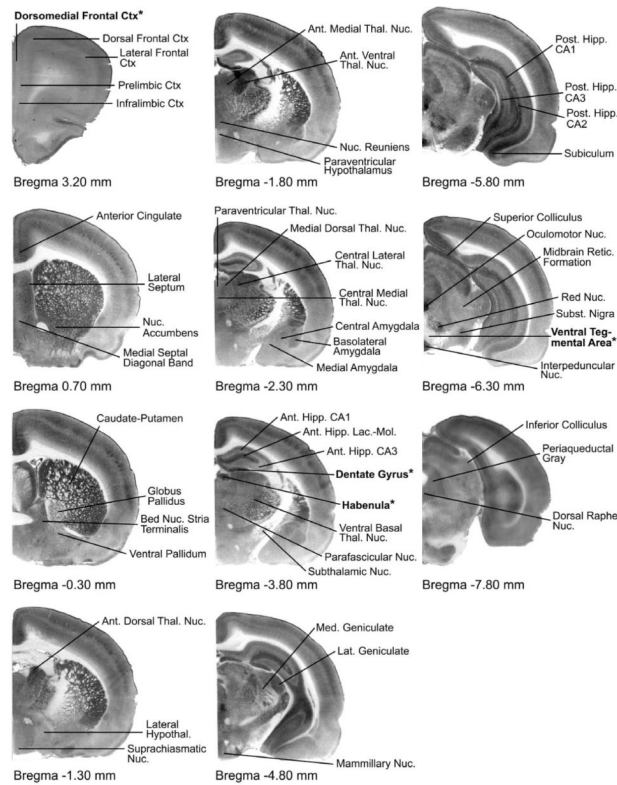 Dorsomedial Frontal Ctx*
Dorsal Frontal Ctx
Lateral Frontal
Ctx
Prelimbic Ctx
Infralimbic Ctx
Bregma 3.20 mm
Anterior Cingulate
Lateral
Septum
Nuc.
Accumbens
Medial Septal
Diagonal Band
Bregma 0.70 mm
Caudate-Putamen
Globus
Pallidus
Bed Nuc. Stria
Terminalis
Ventral Pallidum
Bregma -0.30 mm
Ant. Dorsal Thal. Nuc.
Lateral
Hypothal.
Suprachiasmatic
Nuc.
Bregma -1.30 mm
Ant. Medial Thal. Nuc.
Ant. Ventral
Thal. Nuc.
Nuc. Reuniens
Paraventricular
Hypothalamus
Bregma -1.80 mm
Paraventricular Thal. Nuc.
Medial Dorsal Thal. Nuc.
Central Lateral
Thal. Nuc.
Central Medial
Thal. Nuc.
Central Amygdala
Basolateral
Amygdala
Medial Amygdala
Bregma -2.30 mm
Ant. Hipp. CA1
Ant. Hipp. Lac.-Mol.
Ant. Hipp. CA3
Dentate Gyrus*
Habenula*
Ventral Basal
Thal. Nuc.
Parafascicular Nuc.
Subthalamic Nuc.
Bregma -3.80 mm
Med. Geniculate
Lat. Geniculate
Mammillary Nuc.
Bregma -4.80 mm
Post. Hipp.
CA1
Post. Hipp.
CA3
Post. Hipp.
CA2
Subiculum
Bregma -5.80 mm
Superior Colliculus
Oculomotor Nuc.
Midbrain Retic.
Formation
Red Nuc.
Subst. Nigra
Ventral Teg-
mental Area*
Interpeduncular
Nuc.
Bregma -6.30 mm
Inferior Colliculus
Periaqueductal
Gray
Dorsal Raphe
Nuc.
Bregma -7.80 mm